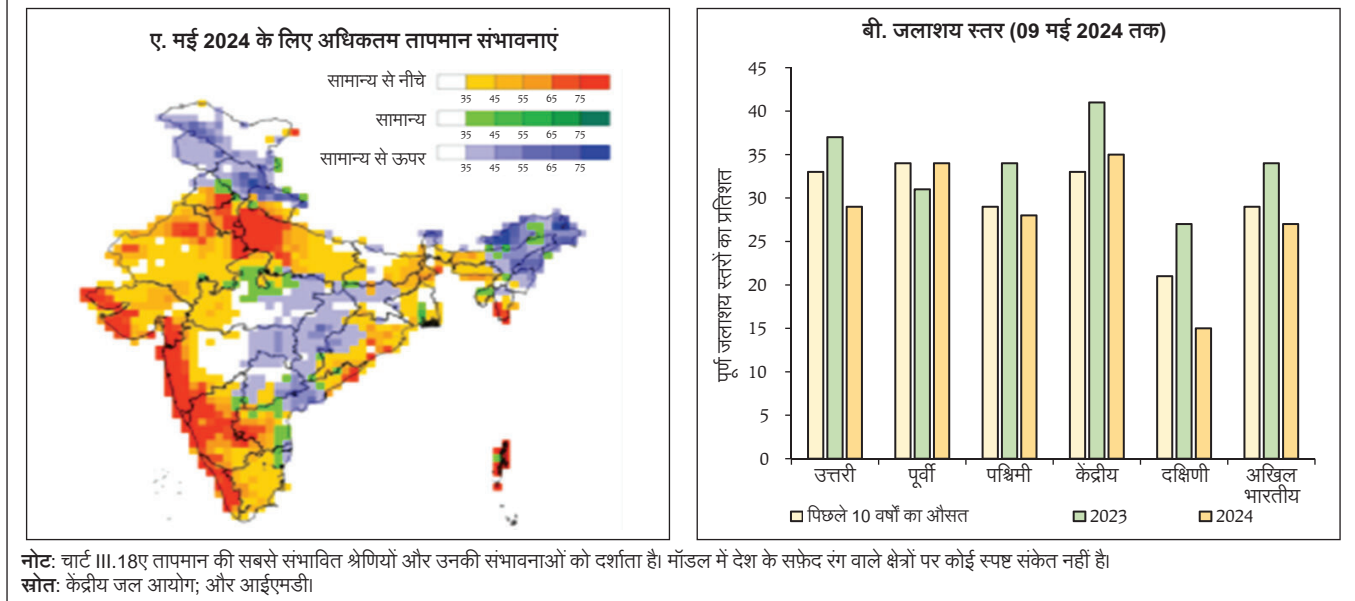 ए. मई 2024 के लिए अधिकतम तापमान संभावनाएं
सामान्य से नीचे
35 45 55 65 75
सामान्य
35 45 55 65 75
सामान्य से ऊपर
35 45 55 65 75
बी. जलाशय स्तर (09 मई 2024 तक)
पूर्ण जलाशय स्तरों का प्रतिशत
45
40
35
30
25
20
15
10
5
0
उत्तरी पूर्वी पश्चिमी केंद्रीय दक्षिणी अखिल
भारतीय
पिछले 10 वर्षों का औसत 2023 2024
नोट: चार्ट III.18ए तापमान की सबसे संभावित श्रेणियों और उनकी संभावनाओं को दर्शाता है। मॉडल में देश के सफ़ेद रंग वाले क्षेत्रों पर कोई स्पष्ट संकेत नहीं है।
स्रोत: केंद्रीय जल आयोग; और आईएमडी।